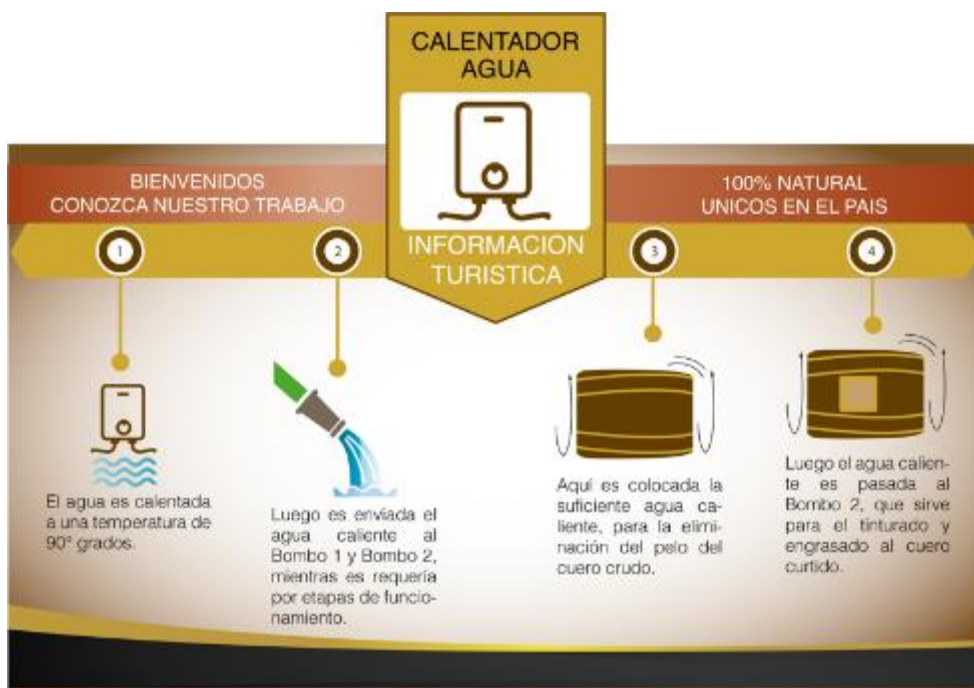 CALENTADOR
AGUA
INFORMACION
TURISTICA
BIENVENIDOS
CONOZCA NUESTRO TRABAJO
100% NATURAL
UNICOS EN EL PAIS
1
El agua es calentada
a una temperatura de
90° grados.
2
Luego es enviada el
agua caliente al
Bombo 1 y Bombo 2,
mientras es requería
por etapas de funcio-
namiento.
3
Aquí es colocada la
suficiente agua ca-
liente, para la elimi-
nación del pelo del
cuero crudo.
4
Luego el agua calien-
te es pasada al
Bombo 2, que sirve
para el tinturado y
engrasado al cuero
curtido.